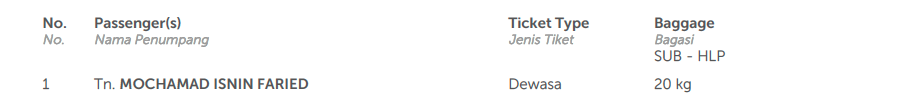 No. Passenger(s) Ticket Type Baggage
No. Nama Penumpang Jenis Tiket Bagasi
SUB - HLP
1 Tn. MOCHAMAD ISNIN FARIED Dewasa 20 kg